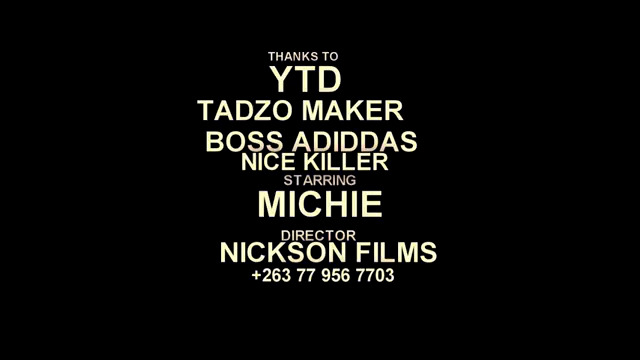 THANKS TO
YTD
TADZO MAKER
BOSS ADIDDAS
NICE KILLER
STARRING
MICHIE
DIRECTOR
NICKSON FILMS
+263 77 956 7703